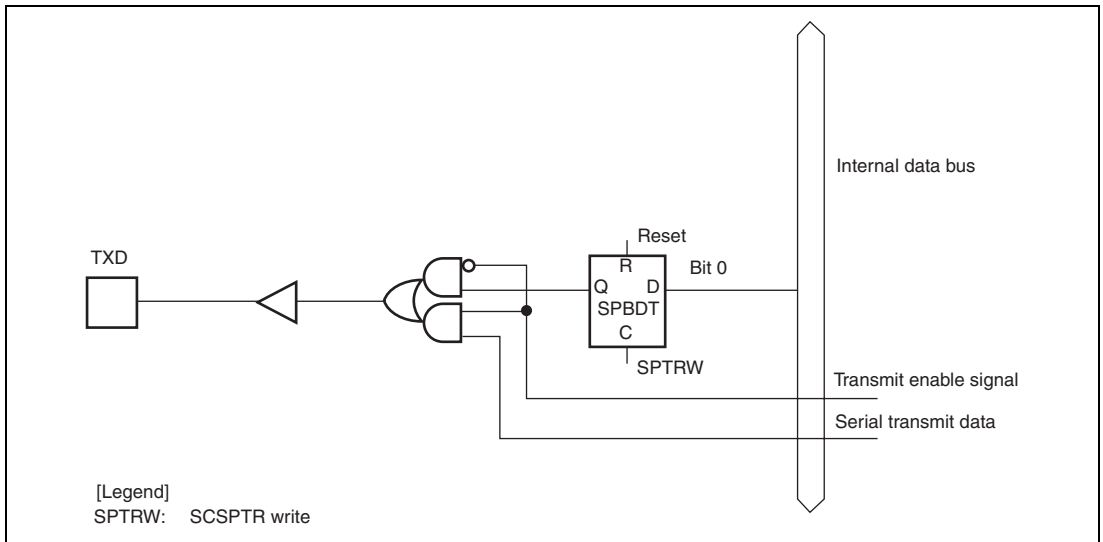 Internal data bus
Reset
TXD
R
Bit 0
Q D
SPBDT
C
SPTRW
Transmit enable signal
Serial transmit data
[Legend]
SPTRW: SCSPTR write